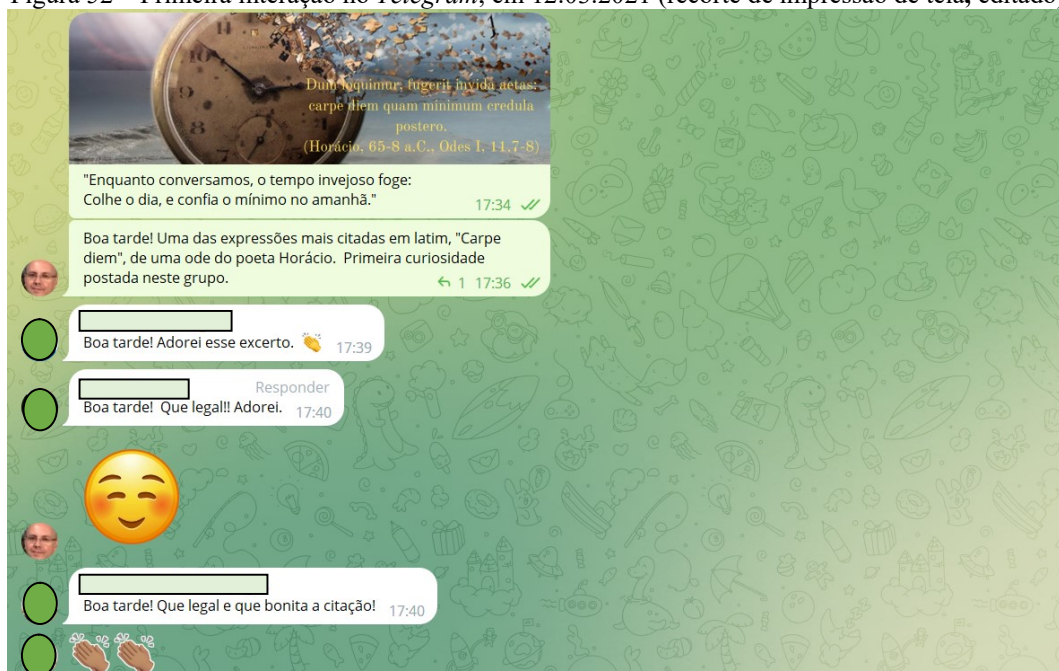 Figura 32 – Primeira interação no Telegram, em 12.05.2021 (recorte de impressão de tela, editado
Dum loquimur, fugerit invida aetas:
carpe diem quam minimum credula
postero.
(Horácio, 65-8 a.C., Odes I, 11,7-8)
"Enquanto conversamos, o tempo invejoso foge:
Colhe o dia, e confia o mínimo no amanhã."
17:34
Boa tarde! Uma das expressões mais citadas em latim, "Carpe
diem", de uma ode do poeta Horácio. Primeira curiosidade
postada neste grupo.
1 17:36
Boa tarde! Adorei esse excerto. 👏 17:39
Responder
Boa tarde! Que legal!! Adorei. 17:40
Boa tarde! Que legal e que bonita a citação! 17:40